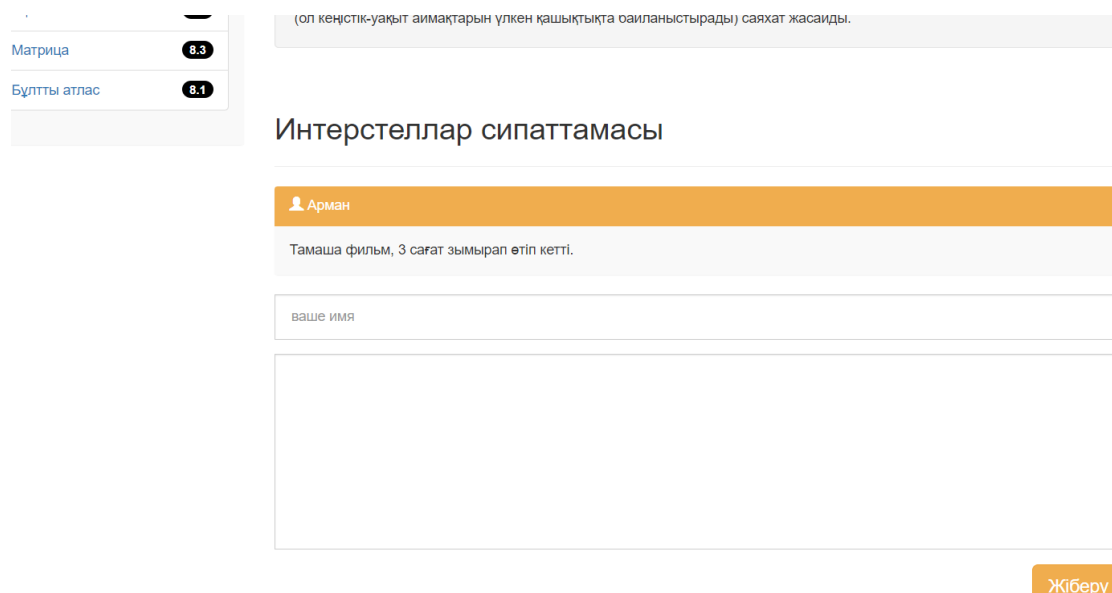 (ол кеңістік-уақыт аймақтарын үлкен қашықтықта байланыстырады) саяхат жасайды.
Матрица 8.3
Бұлтты атлас 8.1
Интерстеллар сипаттамасы
Арман
Тамаша фильм, 3 сағат зымырап өтіп кетті.
ваше имя
Жіберу